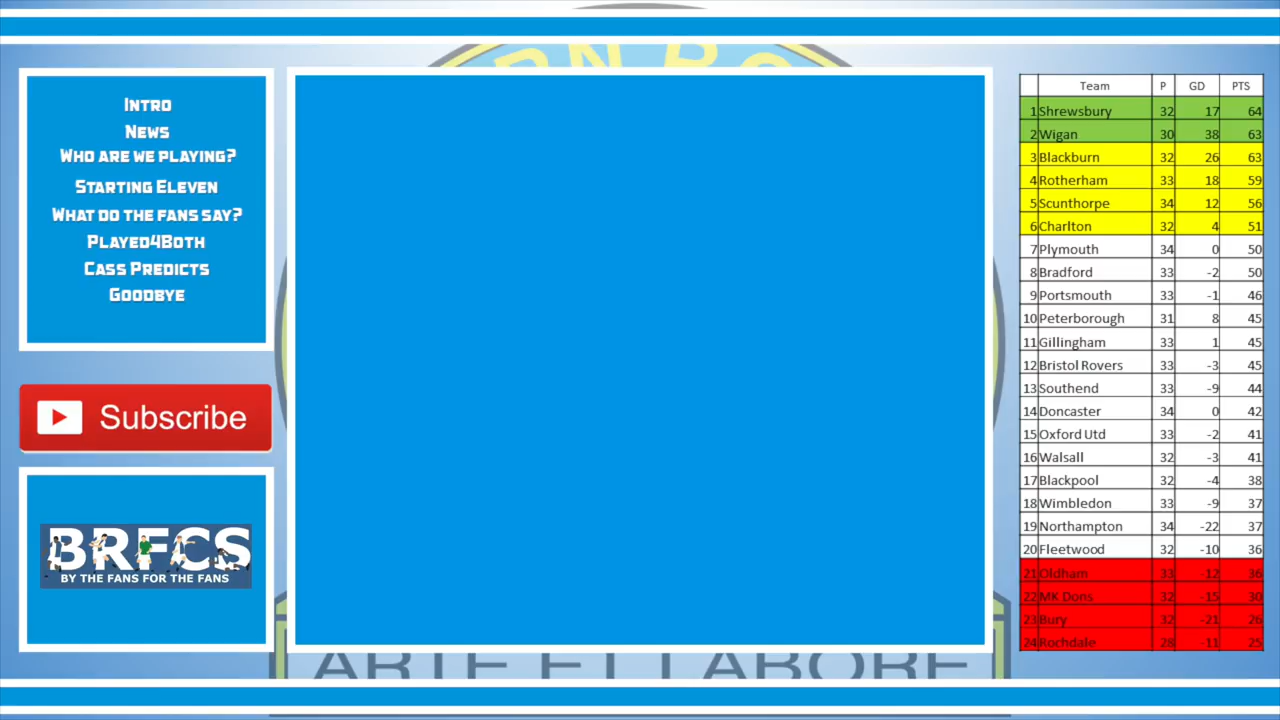 RN RO
INTRO
NEWS
WHO ARE WE PLAYING?
STARTING ELEVEN
WHAT DO THE FANS SAY?
PLAYED4BOTH
CASS PREDICTS
GOODBYE
Subscribe
BRFCS
BY THE FANS FOR THE FANS
Team P GD PTS
1 Shrewsbury 32 17 64
2 Wigan 30 38 63
3 Blackburn 32 26 63
4 Rotherham 33 18 59
5 Scunthorpe 34 12 56
6 Charlton 32 4 51
7 Plymouth 34 0 50
8 Bradford 33 -2 50
9 Portsmouth 33 -1 46
10 Peterborough 31 8 45
11 Gillingham 33 1 45
12 Bristol Rovers 33 -3 45
13 Southend 33 -9 44
14 Doncaster 34 0 42
15 Oxford Utd 33 -2 41
16 Walsall 32 -3 41
17 Blackpool 32 -4 38
18 Wimbledon 33 -9 37
19 Northampton 34 -22 37
20 Fleetwood 32 -10 36
21 Oldham 33 -12 36
22 MK Dons 32 -15 30
23 Bury 32 -21 26
24 Rochdale 28 -11 25
ARTE ET LABORE